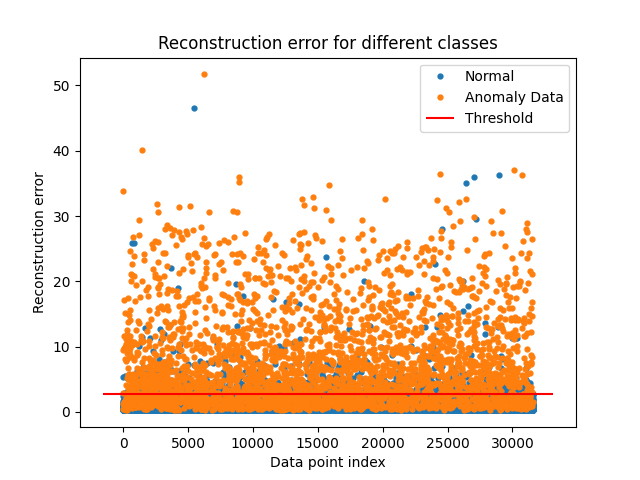 Reconstruction error for different classes
Normal
Anomaly Data
Threshold
Reconstruction error
50
40
30
20
10
0
0 5000 10000 15000 20000 25000 30000
Data point index